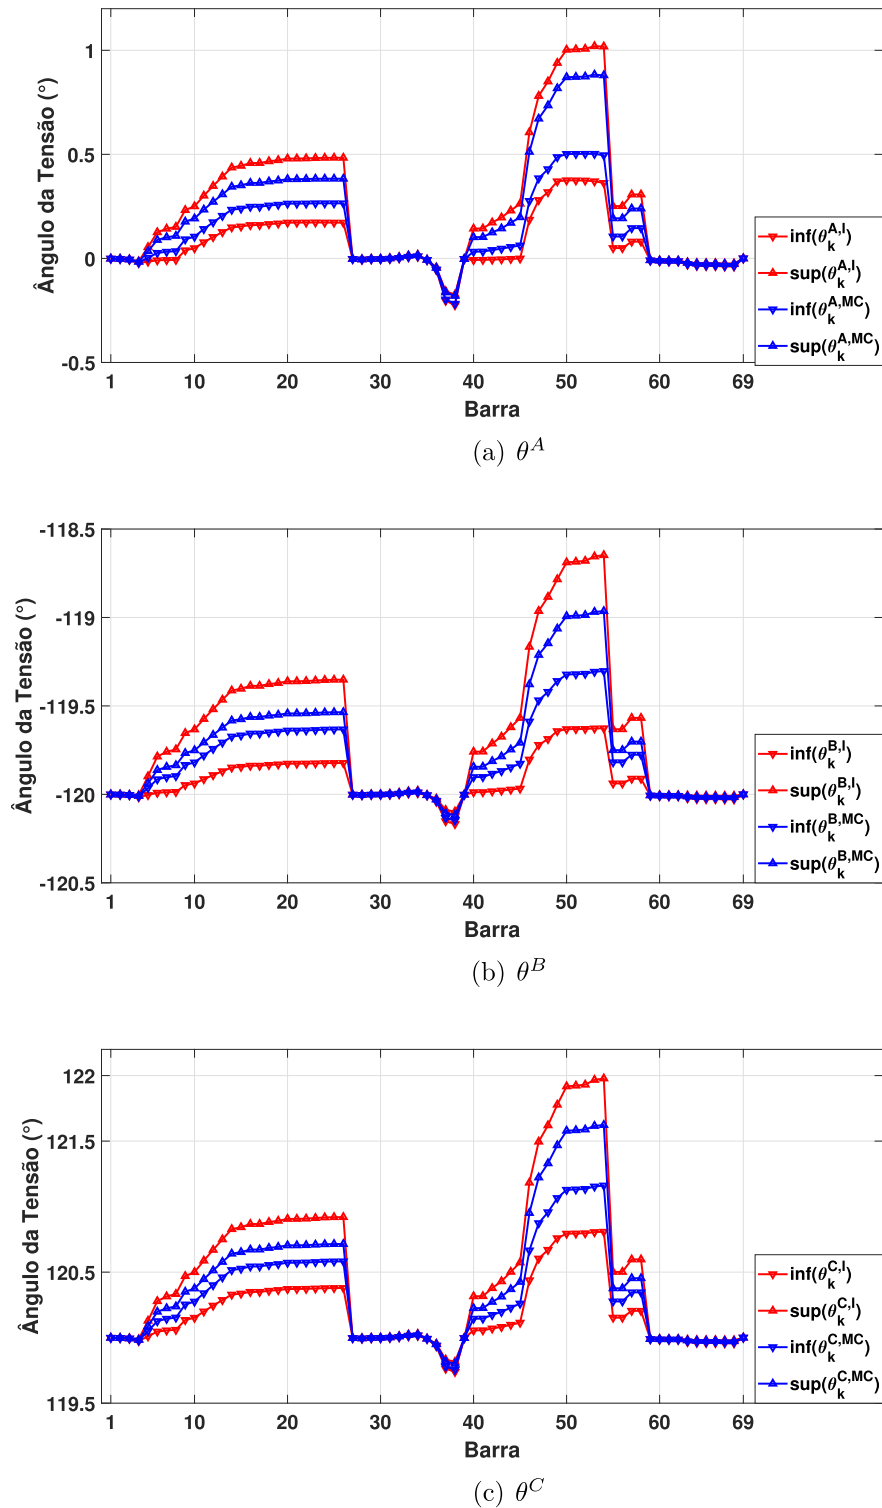 1
0.5
0
-0.5
Ângulo da Tensão (°)
1 10 20 30 40 50 60 69
Barra
inf(θ_k^{A,I})
sup(θ_k^{A,I})
inf(θ_k^{A,MC})
sup(θ_k^{A,MC})
(a) θ^A
-118.5
-119
-119.5
-120
-120.5
Ângulo da Tensão (°)
1 10 20 30 40 50 60 69
Barra
inf(θ_k^{B,I})
sup(θ_k^{B,I})
inf(θ_k^{B,MC})
sup(θ_k^{B,MC})
(b) θ^B
122
121.5
121
120.5
120
119.5
Ângulo da Tensão (°)
1 10 20 30 40 50 60 69
Barra
inf(θ_k^{C,I})
sup(θ_k^{C,I})
inf(θ_k^{C,MC})
sup(θ_k^{C,MC})
(c) θ^C